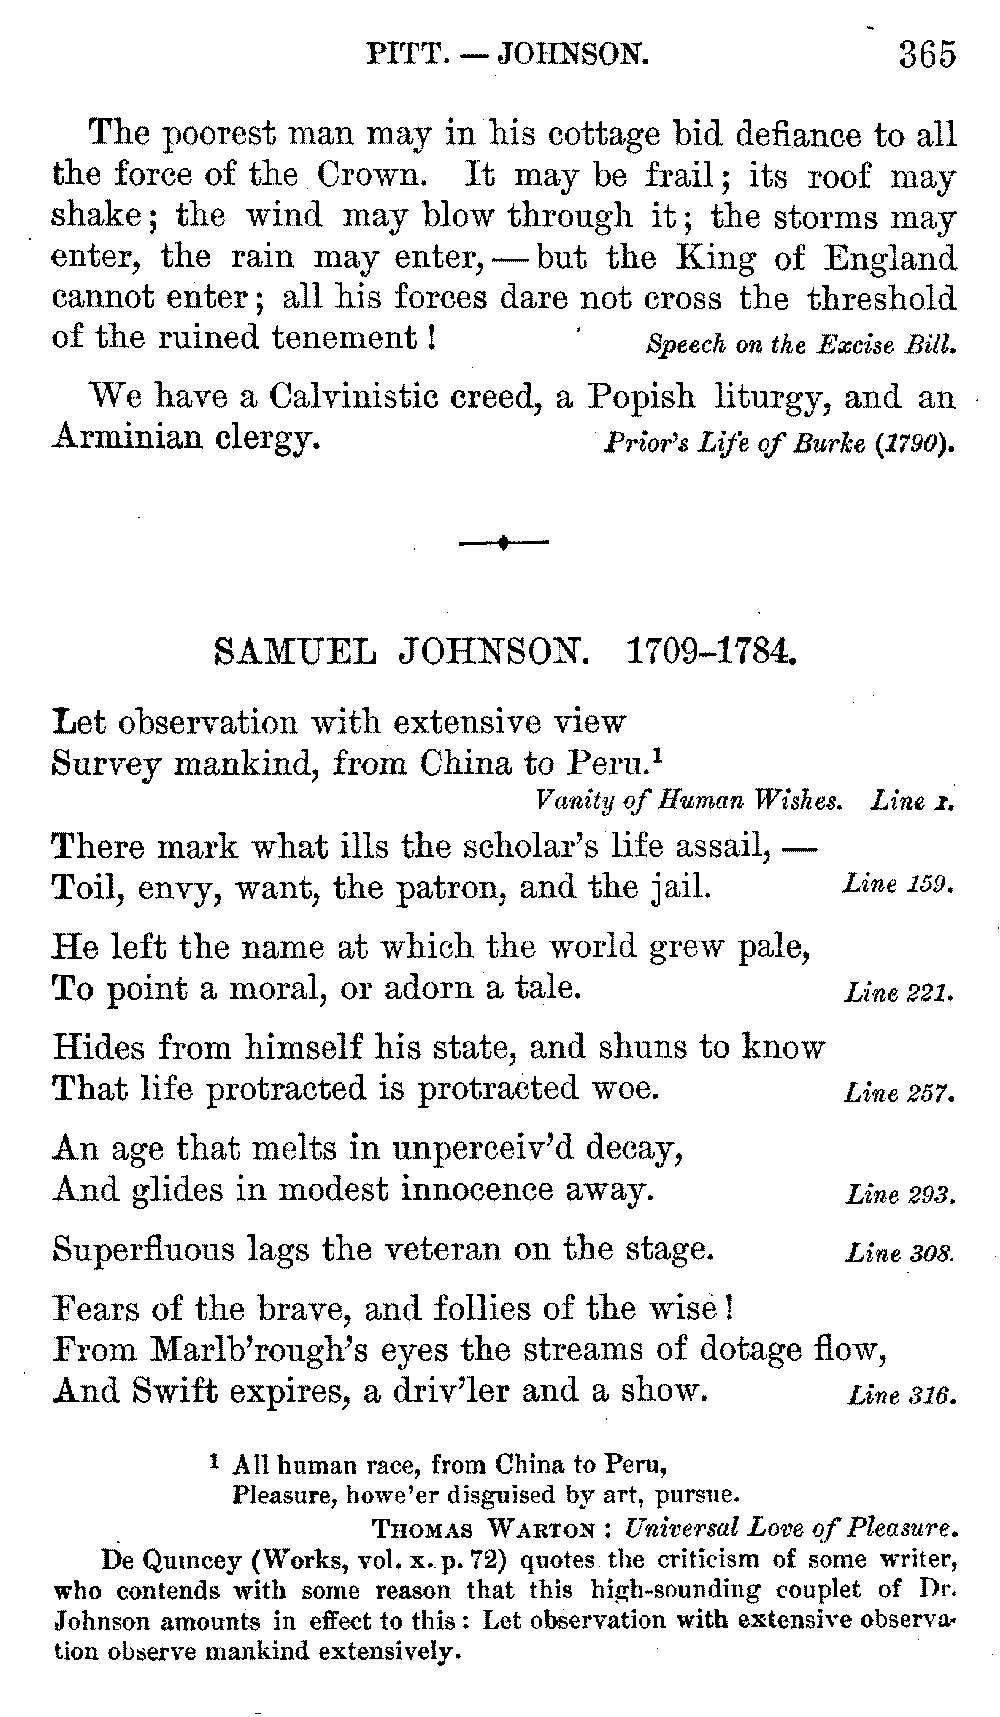 PITT. — JOHNSON. 365
The poorest man may in his cottage bid defiance to all
the force of the Crown. It may be frail; its roof may
shake; the wind may blow through it; the storms may
enter, the rain may enter, — but the King of England
cannot enter; all his forces dare not cross the threshold
of the ruined tenement! Speech on the Excise Bill.
We have a Calvinistic creed, a Popish liturgy, and an
Arminian clergy. Prior's Life of Burke (1790).
SAMUEL JOHNSON. 1709–1784.
Let observation with extensive view
Survey mankind, from China to Peru.¹
Vanity of Human Wishes. Line 1.
There mark what ills the scholar's life assail, —
Toil, envy, want, the patron, and the jail. Line 159.
He left the name at which the world grew pale,
To point a moral, or adorn a tale. Line 221.
Hides from himself his state, and shuns to know
That life protracted is protracted woe. Line 257.
An age that melts in unperceiv'd decay,
And glides in modest innocence away. Line 293.
Superfluous lags the veteran on the stage. Line 308.
Fears of the brave, and follies of the wise!
From Marlb'rough's eyes the streams of dotage flow,
And Swift expires, a driv'ler and a show. Line 316.
¹ All human race, from China to Peru,
Pleasure, howe'er disguised by art, pursue.
THOMAS WARTON: Universal Love of Pleasure.
De Quincey (Works, vol. x. p. 72) quotes the criticism of some writer,
who contends with some reason that this high-sounding couplet of Dr.
Johnson amounts in effect to this: Let observation with extensive observa-
tion observe mankind extensively.